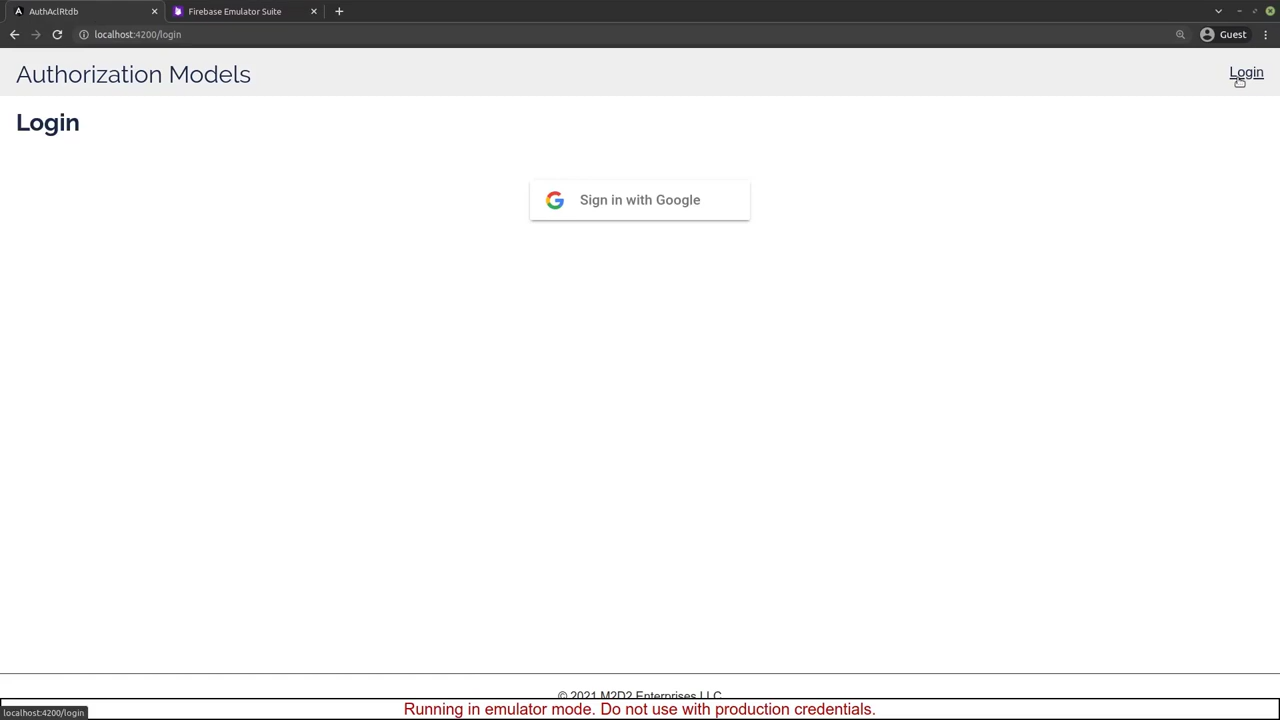 AuthAclRtdb
Firebase Emulator Suite
localhost:4200/login
Guest
Authorization Models
Login
Login
Sign in with Google
© 2021 M2D2 Enterprises LLC
Running in emulator mode. Do not use with production credentials.
localhost:4200/login